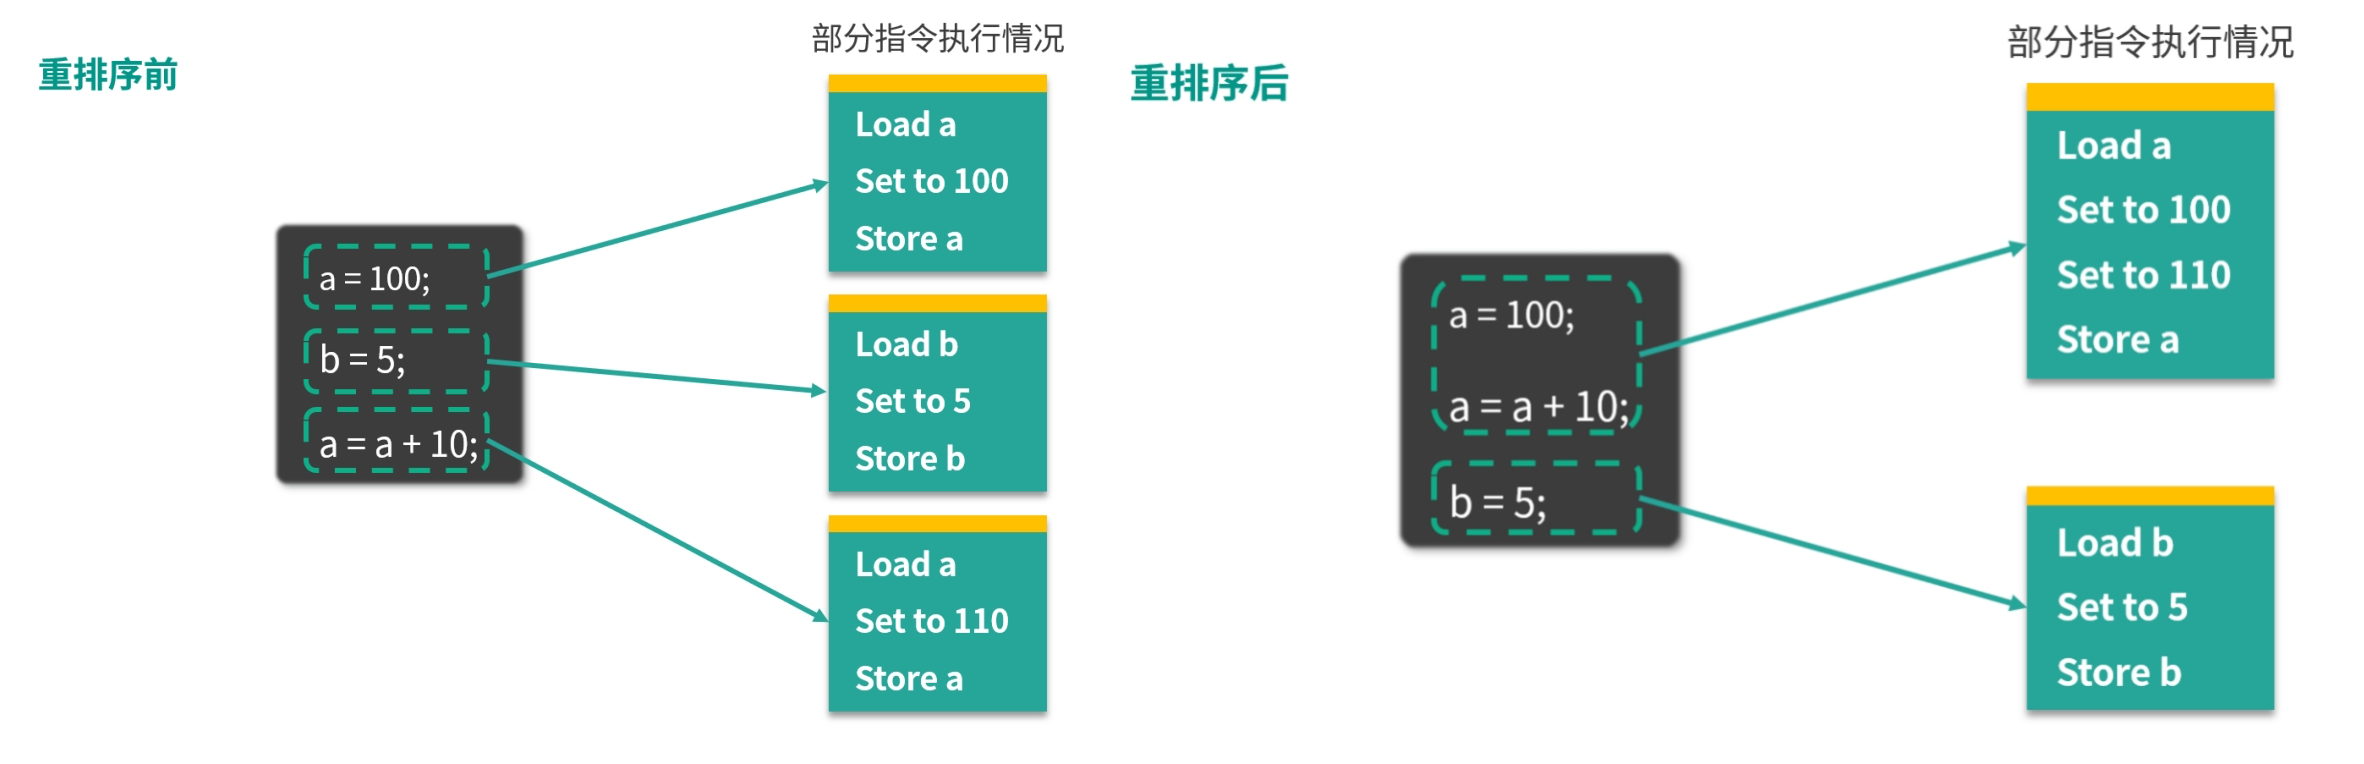 重排序前
部分指令执行情况
a = 100;
b = 5;
a = a + 10;
Load a
Set to 100
Store a
Load b
Set to 5
Store b
Load a
Set to 110
Store a
重排序后
部分指令执行情况
a = 100;
a = a + 10;
b = 5;
Load a
Set to 100
Set to 110
Store a
Load b
Set to 5
Store b